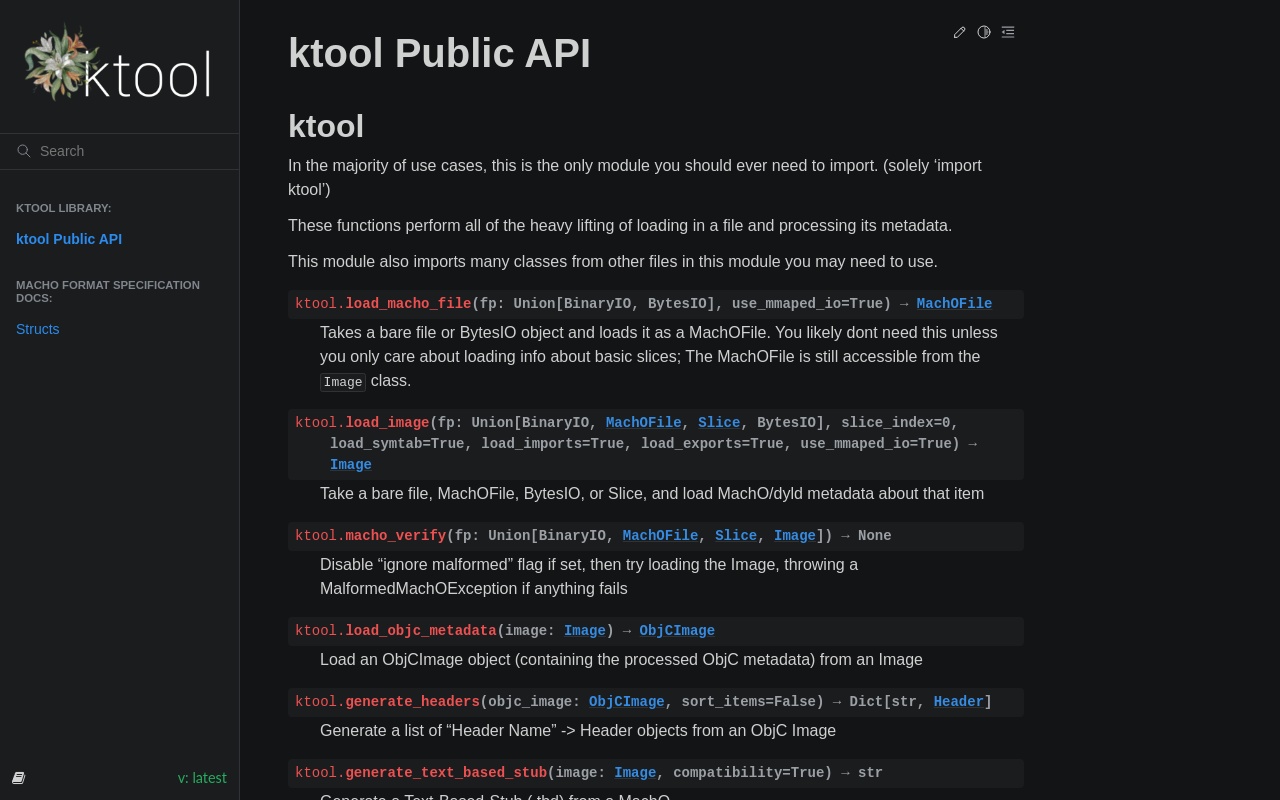 ktool
Search
KTOOL LIBRARY:
ktool Public API
MACHO FORMAT SPECIFICATION
DOCS:
Structs
v: latest
ktool Public API
ktool
In the majority of use cases, this is the only module you should ever need to import. (solely ‘import
ktool’)
These functions perform all of the heavy lifting of loading in a file and processing its metadata.
This module also imports many classes from other files in this module you may need to use.
ktool.load_macho_file(fp: Union[BinaryIO, BytesIO], use_mmaped_io=True) → MachOFile
Takes a bare file or BytesIO object and loads it as a MachOFile. You likely dont need this unless
you only care about loading info about basic slices; The MachOFile is still accessible from the
Image class.
ktool.load_image(fp: Union[BinaryIO, MachOFile, Slice, BytesIO], slice_index=0,
load_symtab=True, load_imports=True, load_exports=True, use_mmaped_io=True) →
Image
Take a bare file, MachOFile, BytesIO, or Slice, and load MachO/dyld metadata about that item
ktool.macho_verify(fp: Union[BinaryIO, MachOFile, Slice, Image]) → None
Disable “ignore malformed” flag if set, then try loading the Image, throwing a
MalformedMachOException if anything fails
ktool.load_objc_metadata(image: Image) → ObjCImage
Load an ObjCImage object (containing the processed ObjC metadata) from an Image
ktool.generate_headers(objc_image: ObjCImage, sort_items=False) → Dict[str, Header]
Generate a list of “Header Name” -> Header objects from an ObjC Image
ktool.generate_text_based_stub(image: Image, compatibility=True) → str
Generate a Text-Based-Stub (.tbd) from a MachO